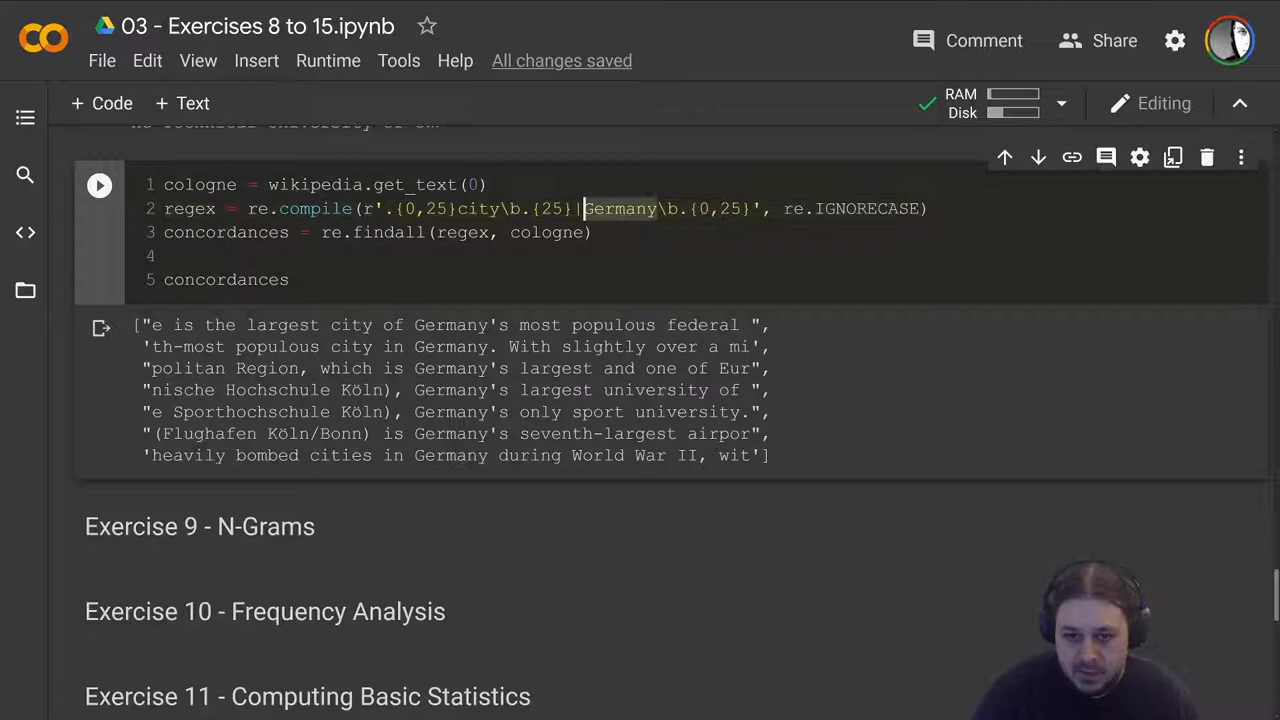 03 - Exercises 8 to 15.ipynb
Comment
Share
File Edit View Insert Runtime Tools Help All changes saved
+ Code + Text
RAM
Disk
Editing
1 cologne = wikipedia.get_text(0)
2 regex = re.compile(r'.{0,25}city\b.{25}|Germany\b.{0,25}', re.IGNORECASE)
3 concordances = re.findall(regex, cologne)
4
5 concordances
["e is the largest city of Germany's most populous federal ",
'th-most populous city in Germany. With slightly over a mi',
"politan Region, which is Germany's largest and one of Eur",
"nische Hochschule Köln), Germany's largest university of ",
"e Sporthochschule Köln), Germany's only sport university.",
"(Flughafen Köln/Bonn) is Germany's seventh-largest airpor",
'heavily bombed cities in Germany during World War II, wit']
Exercise 9 - N-Grams
Exercise 10 - Frequency Analysis
Exercise 11 - Computing Basic Statistics